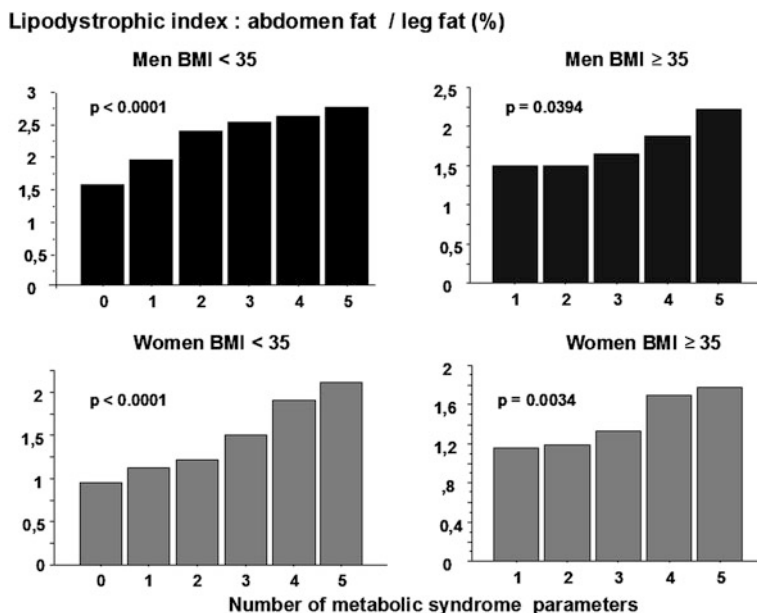 Lipodystrophic index : abdomen fat / leg fat (%)
Men BMI < 35
p < 0.0001
3
2,5
2
1,5
1
0,5
0
0 1 2 3 4 5
Men BMI ≥ 35
p = 0.0394
2,5
2
1,5
1
0,5
0
1 2 3 4 5
Women BMI < 35
p < 0.0001
2
1,5
1
0,5
0
0 1 2 3 4 5
Women BMI ≥ 35
p = 0.0034
2
1,6
1,2
,8
0,4
0
1 2 3 4 5
Number of metabolic syndrome parameters